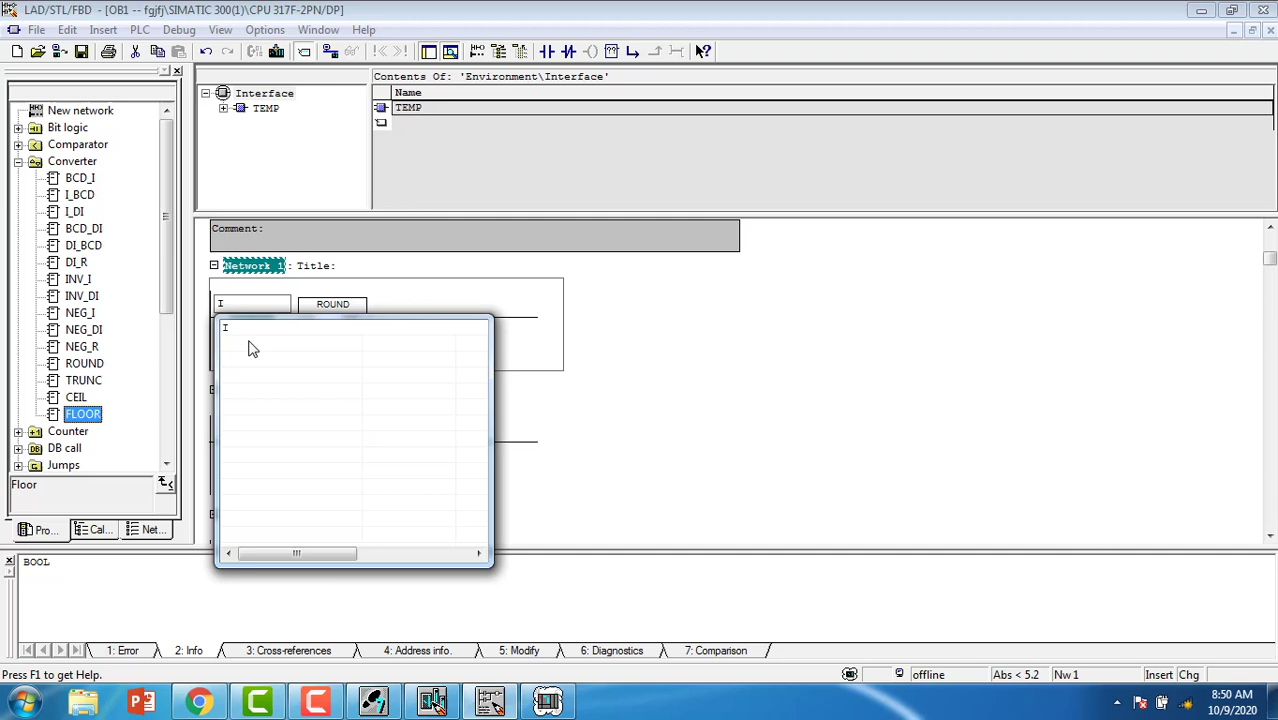 LAD/STL/FBD - [OB1 -- fgjfj\SIMATIC 300(1)\CPU 317F-2PN/DP]
File Edit Insert PLC Debug View Options Window Help
Contents Of: 'Environment\Interface'
Interface
TEMP
Name
TEMP
New network
Bit logic
Comparator
Converter
BCD_I
I_BCD
I_DI
BCD_DI
DI_BCD
DI_R
INV_I
INV_DI
NEG_I
NEG_DI
NEG_R
ROUND
TRUNC
CEIL
FLOOR
Counter
DB call
Jumps
Floor
Pro... Cal... Net...
Comment:
Network 1: Title:
I
ROUND
I
BOOL
1: Error 2: Info 3: Cross-references 4: Address info. 5: Modify 6: Diagnostics 7: Comparison
Press F1 to get Help.
offline Abs < 5.2 Nw 1 Insert Chg
8:50 AM
10/9/2020